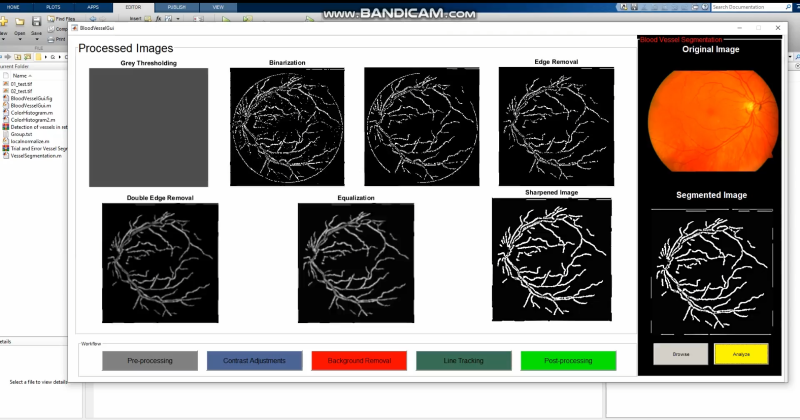 HOME PLOTS APPS EDITOR PUBLISH VIEW
www.BANDICAM.com
Search Documentation
Open Save
Find Files
Print
insert
BloodVesselGui
Current Folder
Name
01_test.tif
02_test.tif
BloodVesselGui.fig
BloodVesselGui.m
ColorHistogram.m
ColorHistogram2.m
Detection of vessels in ret
Group.txt
localnormalize.m
Trial and Error Vessel Segn
VesselSegmentation.m
Select a file to view details
Processed Images
Grey Thresholding
Binarization
Edge Removal
Double Edge Removal
Equalization
Sharpened Image
Workflow
Pre-processing
Contrast Adjustments
Background Removal
Line Tracking
Post-processing
Blood Vessel Segmentation
Original Image
Segmented Image
Browse
Analyze